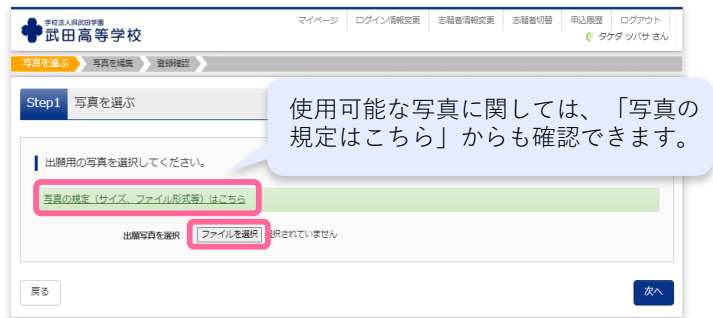 学校法人呉武田学園
武田高等学校
マイページ ログイン情報変更 志願者情報変更 志願者切替 申込履歴 ログアウト
タケダ ツバサ さん
写真を選ぶ 写真を編集 登録確認
Step1 写真を選ぶ
使用可能な写真に関しては、「写真の
規定はこちら」からも確認できます。
出願用の写真を選択してください。
写真の規定（サイズ、ファイル形式等）はこちら
出願写真を選択 ファイルを選択 選択されていません
戻る 次へ